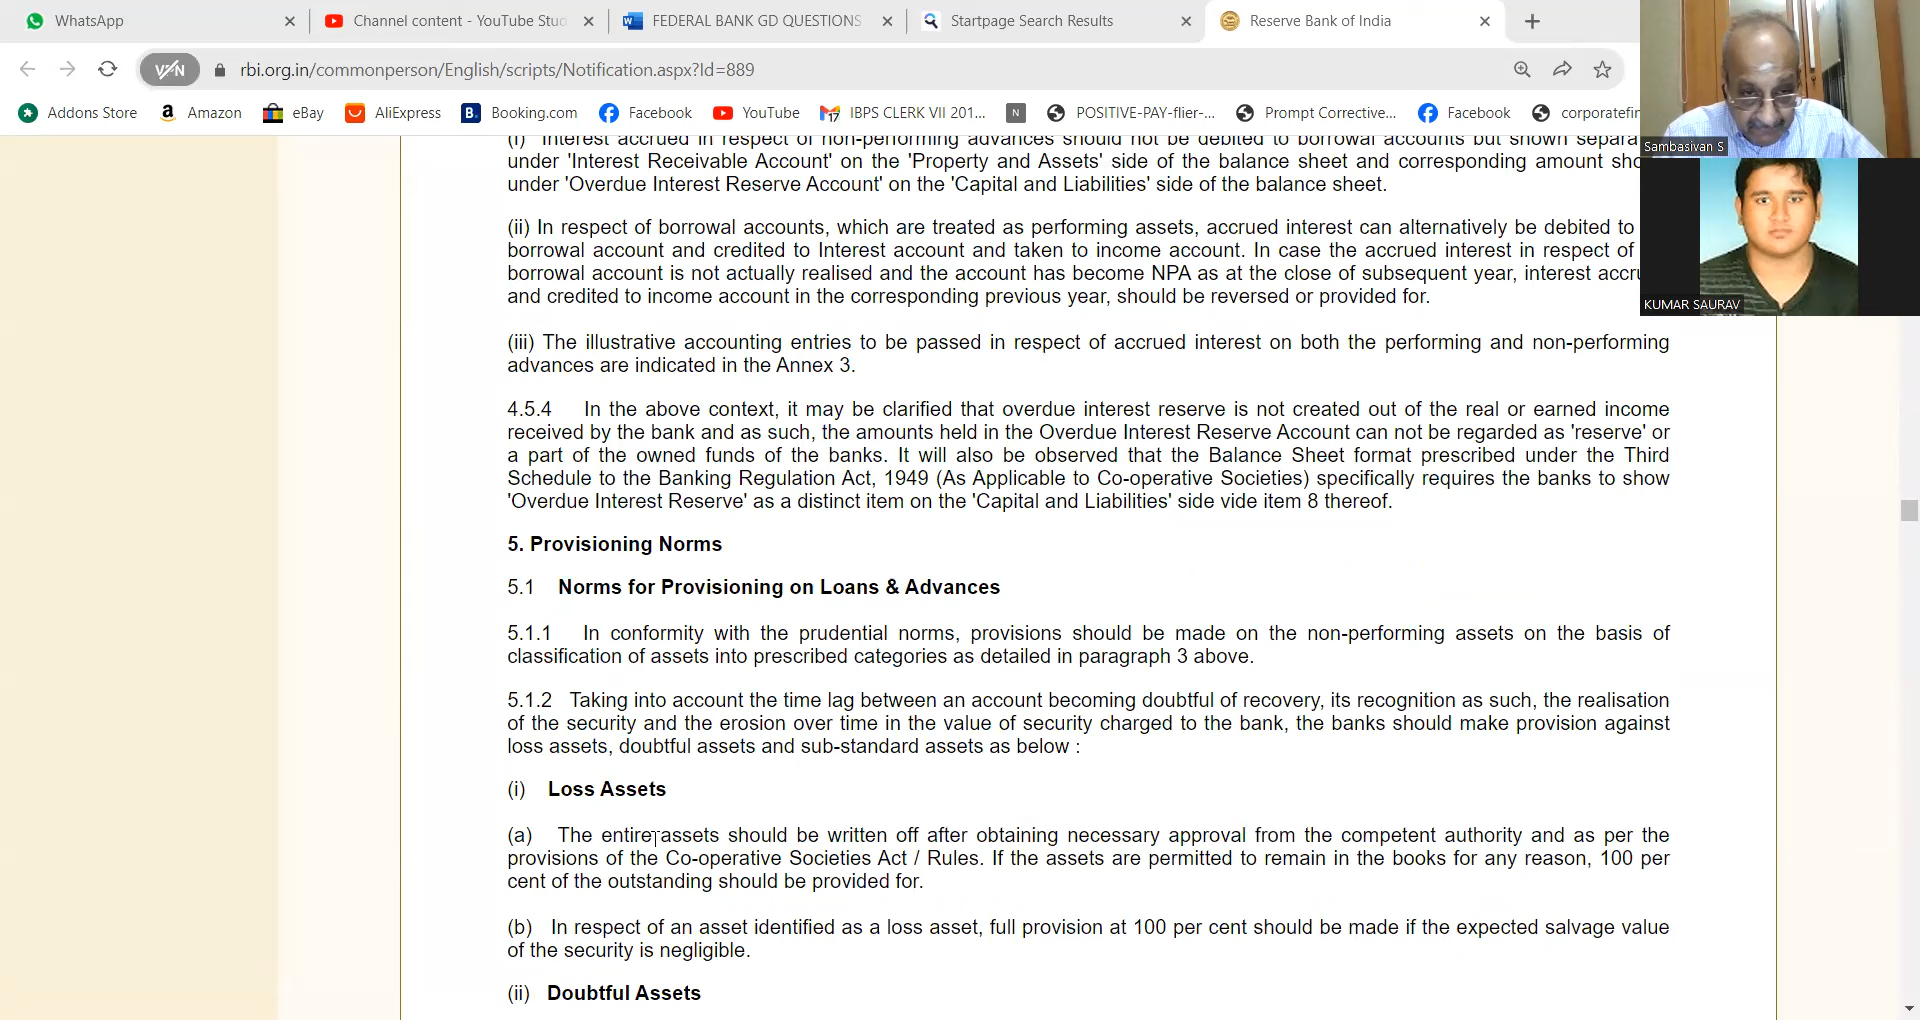 WhatsApp
Channel content - YouTube Stu
FEDERAL BANK GD QUESTIONS
Startpage Search Results
Reserve Bank of India
VPN
rbi.org.in/commonperson/English/scripts/Notification.aspx?Id=889
Addons Store
Amazon
eBay
AliExpress
Booking.com
Facebook
YouTube
IBPS CLERK VII 201...
N
POSITIVE-PAY-flier-...
Prompt Corrective...
Facebook
corporatefir
Sambasivan S
KUMAR SAURAV
(i) Interest accrued in respect of non-performing advances should not be debited to borrowal accounts but shown separa
under 'Interest Receivable Account' on the 'Property and Assets' side of the balance sheet and corresponding amount sho
under 'Overdue Interest Reserve Account' on the 'Capital and Liabilities' side of the balance sheet.
(ii) In respect of borrowal accounts, which are treated as performing assets, accrued interest can alternatively be debited to
borrowal account and credited to Interest account and taken to income account. In case the accrued interest in respect of
borrowal account is not actually realised and the account has become NPA as at the close of subsequent year, interest accru
and credited to income account in the corresponding previous year, should be reversed or provided for.
(iii) The illustrative accounting entries to be passed in respect of accrued interest on both the performing and non-performing
advances are indicated in the Annex 3.
4.5.4 In the above context, it may be clarified that overdue interest reserve is not created out of the real or earned income
received by the bank and as such, the amounts held in the Overdue Interest Reserve Account can not be regarded as 'reserve' or
a part of the owned funds of the banks. It will also be observed that the Balance Sheet format prescribed under the Third
Schedule to the Banking Regulation Act, 1949 (As Applicable to Co-operative Societies) specifically requires the banks to show
'Overdue Interest Reserve' as a distinct item on the 'Capital and Liabilities' side vide item 8 thereof.
5. Provisioning Norms
5.1 Norms for Provisioning on Loans & Advances
5.1.1 In conformity with the prudential norms, provisions should be made on the non-performing assets on the basis of
classification of assets into prescribed categories as detailed in paragraph 3 above.
5.1.2 Taking into account the time lag between an account becoming doubtful of recovery, its recognition as such, the realisation
of the security and the erosion over time in the value of security charged to the bank, the banks should make provision against
loss assets, doubtful assets and sub-standard assets as below :
(i) Loss Assets
(a) The entire assets should be written off after obtaining necessary approval from the competent authority and as per the
provisions of the Co-operative Societies Act / Rules. If the assets are permitted to remain in the books for any reason, 100 per
cent of the outstanding should be provided for.
(b) In respect of an asset identified as a loss asset, full provision at 100 per cent should be made if the expected salvage value
of the security is negligible.
(ii) Doubtful Assets